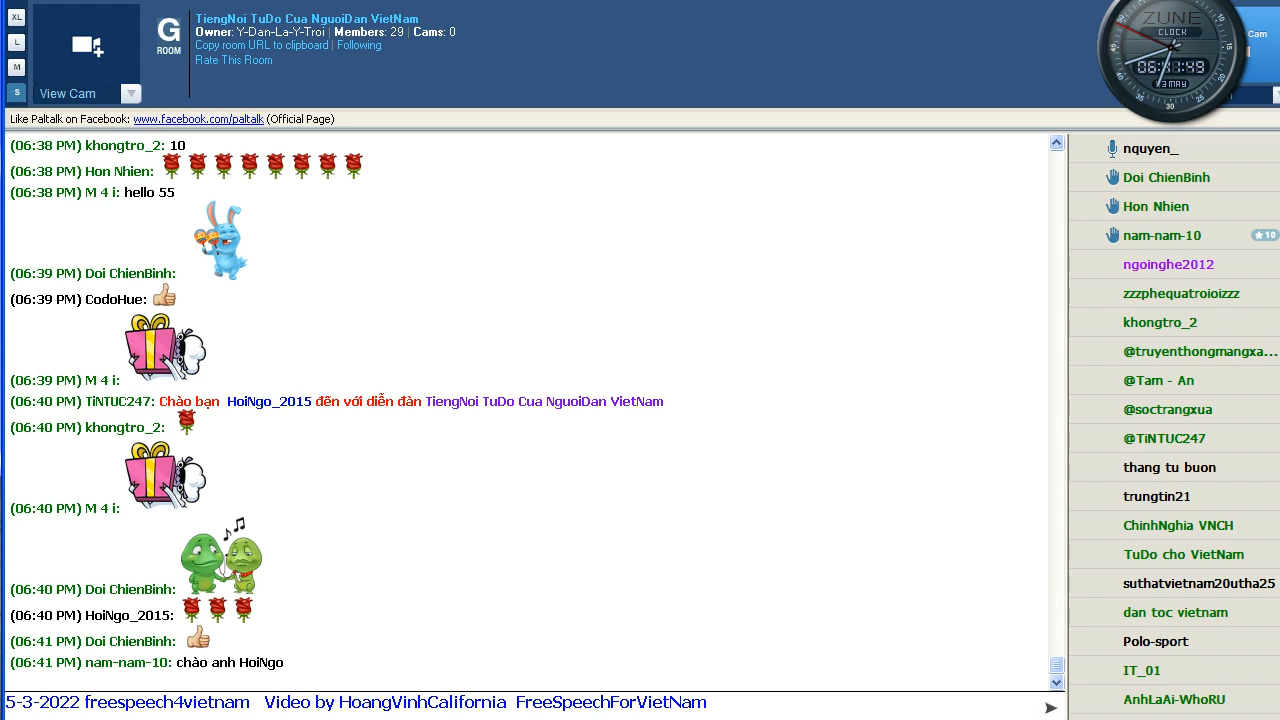 XL
L
M
S
View Cam
G
ROOM
TiengNoi TuDo Cua NguoiDan VietNam
Owner: Y-Dan-La-Y-Troi | Members: 29 | Cams: 0
Copy room URL to clipboard | Following
Rate This Room
ZUNE
CLOCK
06:41:49
Cam
Like Paltalk on Facebook: www.facebook.com/paltalk (Official Page)
(06:38 PM) khongtro_2: 10
(06:38 PM) Hon Nhien:
(06:38 PM) M 4 i: hello 55
(06:39 PM) Doi ChienBinh:
(06:39 PM) CodoHue:
(06:39 PM) M 4 i:
(06:40 PM) TiNTUC247: Chào bạn HoiNgo_2015 đến với diễn đàn TiengNoi TuDo Cua NguoiDan VietNam
(06:40 PM) khongtro_2:
(06:40 PM) M 4 i:
(06:40 PM) Doi ChienBinh:
(06:40 PM) HoiNgo_2015:
(06:41 PM) Doi ChienBinh:
(06:41 PM) nam-nam-10: chào anh HoiNgo
5-3-2022 freespeech4vietnam Video by HoangVinhCalifornia FreeSpeechForVietNam
nquyen_
Doi ChienBinh
Hon Nhien
nam-nam-10 10
ngoinghe2012
zzzphequatroioizzz
khongtro_2
@truyenthongmangxa...
@Tam - An
@soctrangxua
@TiNTUC247
thang tu buon
trungtin21
ChinhNghia VNCH
TuDo cho VietNam
suthatvietnam20utha25
dan toc vietnam
Polo-sport
IT_01
AnhLaAi-WhoRU